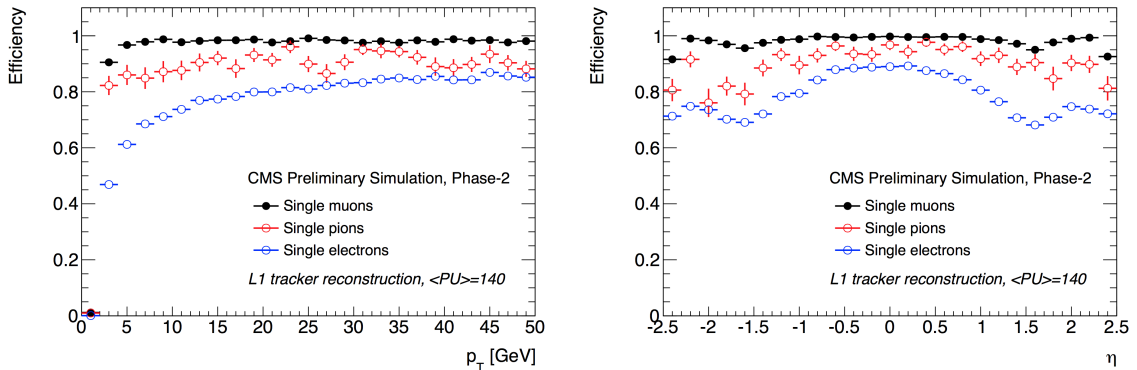 Efficiency
1
0.8
0.6
0.4
0.2
0
CMS Preliminary Simulation, Phase-2
Single muons
Single pions
Single electrons
L1 tracker reconstruction, <PU>=140
0 5 10 15 20 25 30 35 40 45 50
p_T [GeV]
Efficiency
1
0.8
0.6
0.4
0.2
0
CMS Preliminary Simulation, Phase-2
Single muons
Single pions
Single electrons
L1 tracker reconstruction, <PU>=140
-2.5 -2 -1.5 -1 -0.5 0 0.5 1 1.5 2 2.5
η